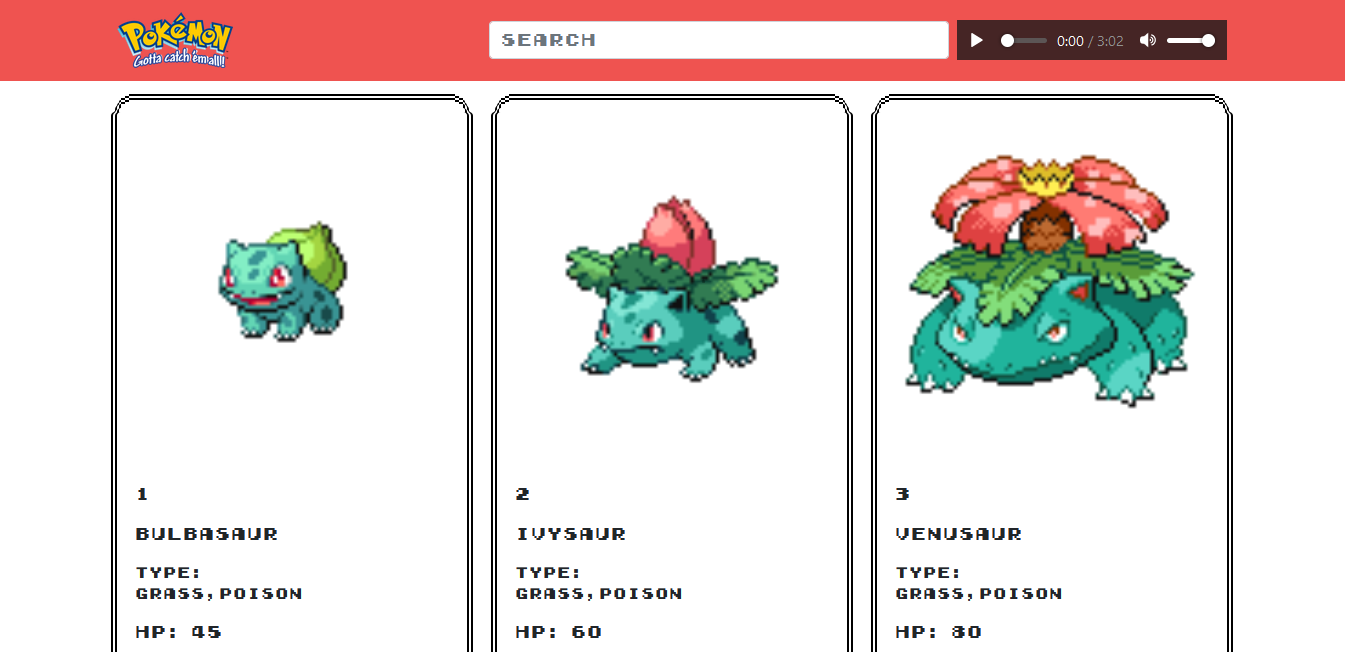 POKéMON
Gotta catch 'em all!
SEARCH
0:00 / 3:02
1
BULBASAUR
TYPE:
GRASS, POISON
HP: 45
2
IVYSAUR
TYPE:
GRASS, POISON
HP: 60
3
VENUSAUR
TYPE:
GRASS, POISON
HP: 80